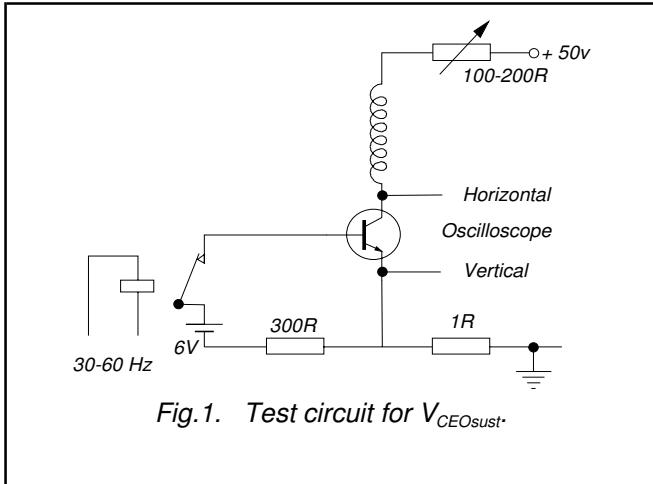 + 50v
100-200R
Horizontal
Oscilloscope
Vertical
300R
1R
6V
30-60 Hz
Fig.1. Test circuit for VCEOsust.